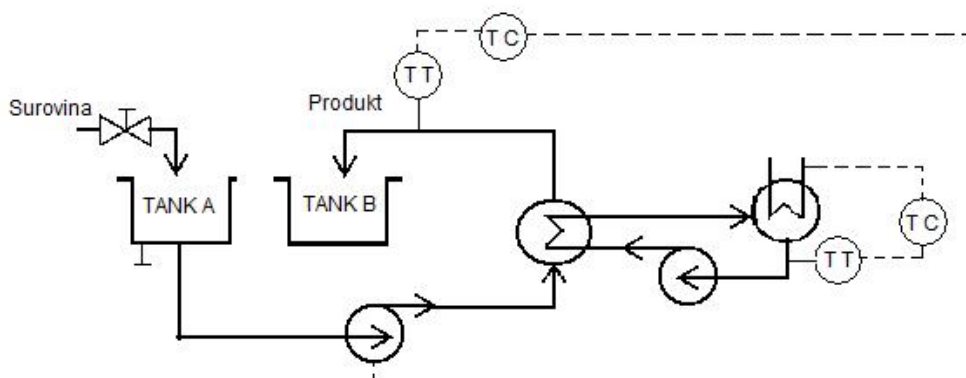 TC
TT
Produkt
Surovina
TANK A
TANK B
TC
TT